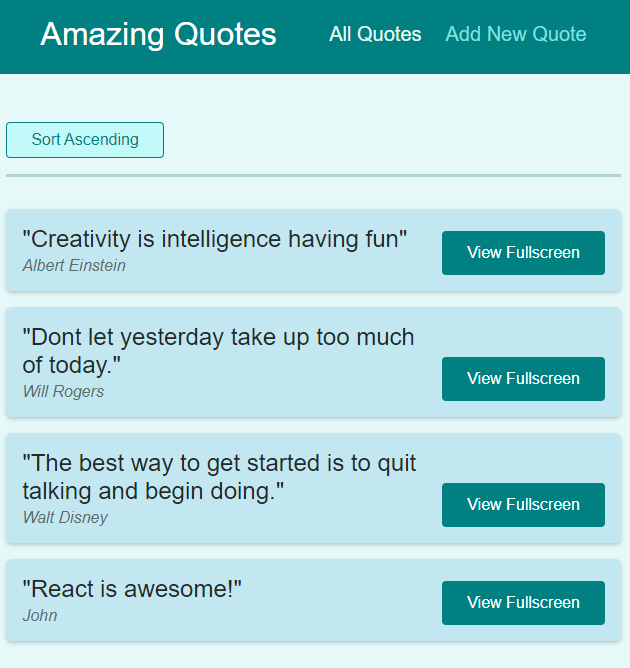 Amazing Quotes All Quotes Add New Quote
Sort Ascending
"Creativity is intelligence having fun"
Albert Einstein
View Fullscreen
"Dont let yesterday take up too much
of today."
Will Rogers
View Fullscreen
"The best way to get started is to quit
talking and begin doing."
Walt Disney
View Fullscreen
"React is awesome!"
John
View Fullscreen